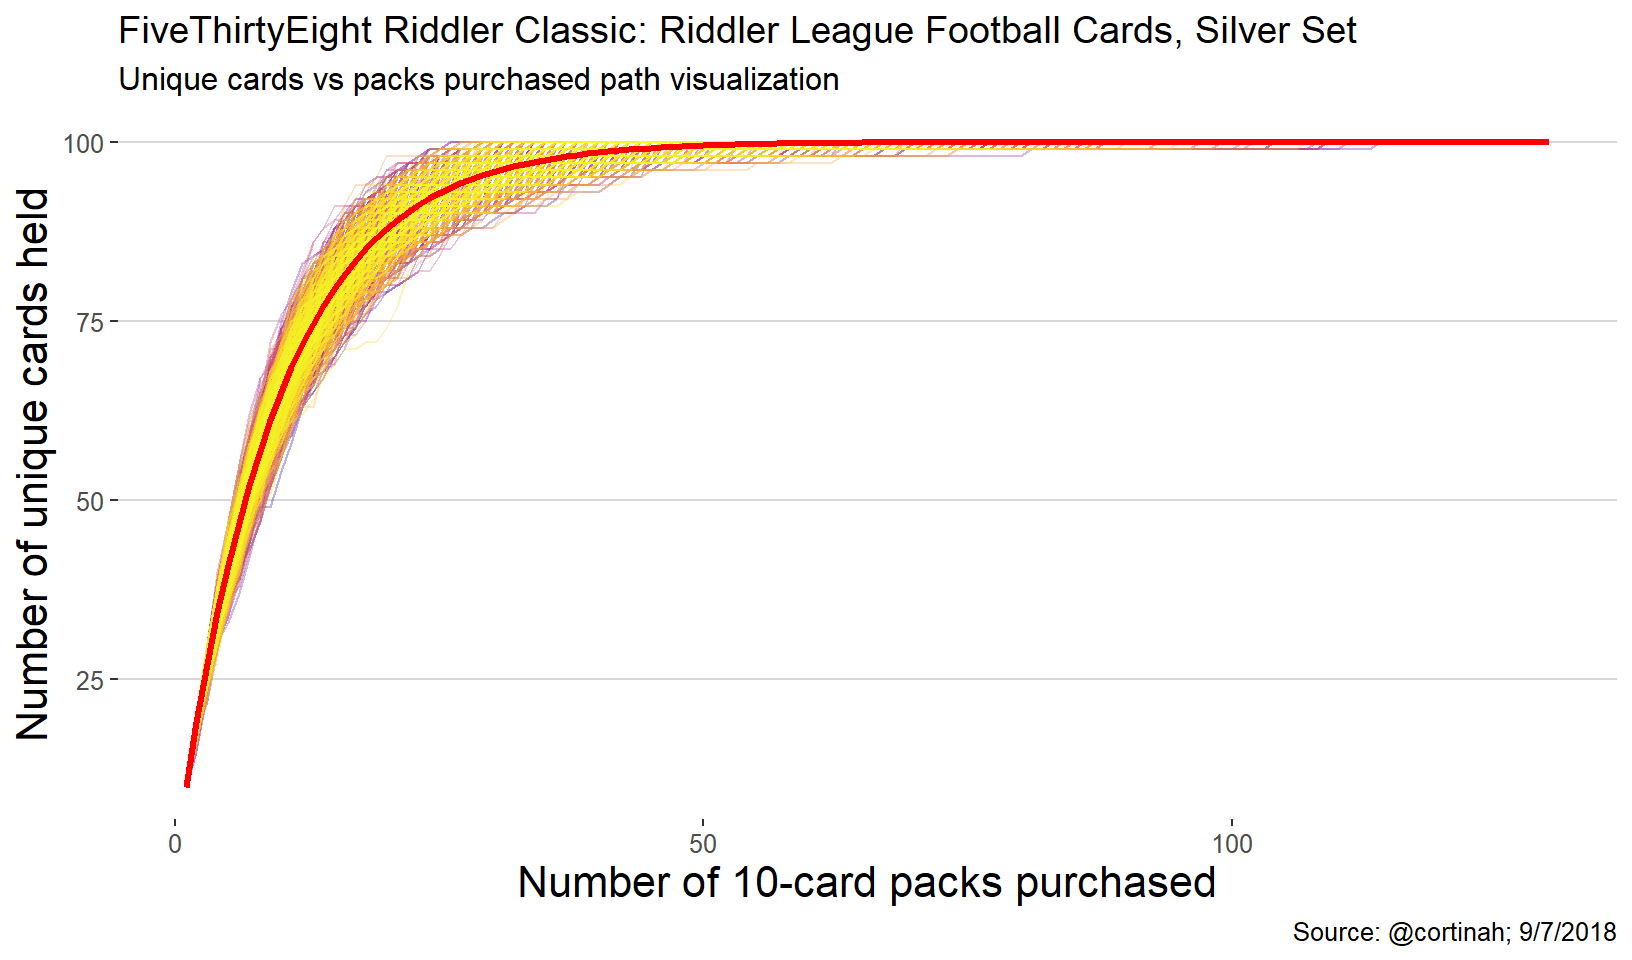 FiveThirtyEight Riddler Classic: Riddler League Football Cards, Silver Set
Unique cards vs packs purchased path visualization
Number of unique cards held
100
75
50
25
0
50
100
Number of 10-card packs purchased
Source: @cortinah; 9/7/2018